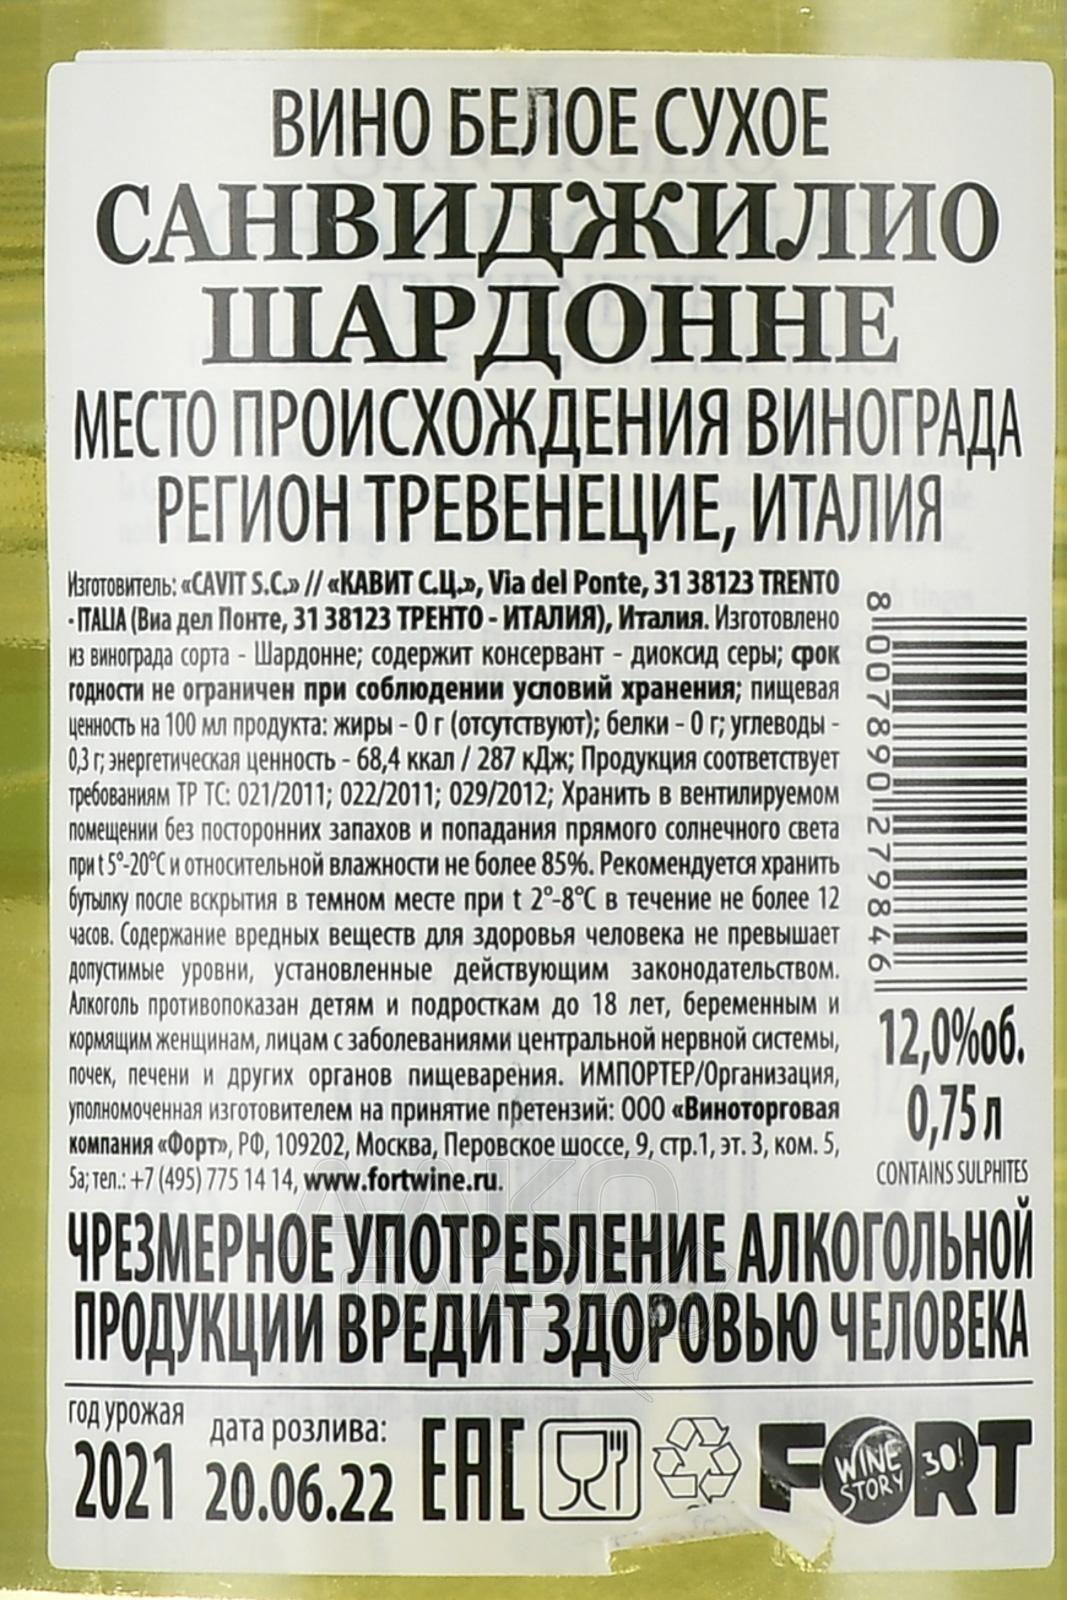 ВИНО БЕЛОЕ СУХОЕ
САНВИДЖИЛИО
ШАРДОННЕ
МЕСТО ПРОИСХОЖДЕНИЯ ВИНОГРАДА
РЕГИОН ТРЕВЕНЕЦИЕ, ИТАЛИЯ
Изготовитель: «CAVIT S.C.» // «КАВИТ С.Ц.», Via del Ponte, 31 38123 TRENTO
- ITALIA (Виа дел Понте, 31 38123 ТРЕНТО - ИТАЛИЯ), Италия. Изготовлено
из винограда сорта - Шардонне; содержит консервант - диоксид серы; срок
годности не ограничен при соблюдении условий хранения; пищевая
ценность на 100 мл продукта: жиры - 0 г (отсутствуют); белки - 0 г; углеводы -
0,3 г; энергетическая ценность - 68,4 ккал / 287 кДж; Продукция соответствует
требованиям ТР ТС: 021/2011; 022/2011; 029/2012; Хранить в вентилируемом
помещении без посторонних запахов и попадания прямого солнечного света
при t 5°-20°С и относительной влажности не более 85%. Рекомендуется хранить
бутылку после вскрытия в темном месте при t 2°-8°С в течение не более 12
часов. Содержание вредных веществ для здоровья человека не превышает
допустимые уровни, установленные действующим законодательством.
Алкоголь противопоказан детям и подросткам до 18 лет, беременным и
кормящим женщинам, лицам с заболеваниями центральной нервной системы,
почек, печени и других органов пищеварения. ИМПОРТЕР/Организация,
уполномоченная изготовителем на принятие претензий: ООО «Виноторговая
компания «Форт», РФ, 109202, Москва, Перовское шоссе, 9, стр.1, эт. 3, ком. 5,
5а; тел.: +7 (495) 775 14 14, www.fortwine.ru.
8 007890 279846
12,0%об.
0,75 л
CONTAINS SULPHITES
ЧРЕЗМЕРНОЕ УПОТРЕБЛЕНИЕ АЛКОГОЛЬНОЙ
ПРОДУКЦИИ ВРЕДИТ ЗДОРОВЬЮ ЧЕЛОВЕКА
год урожая
2021
дата розлива:
20.06.22
EAC
FORT
WINE
STORY
30!